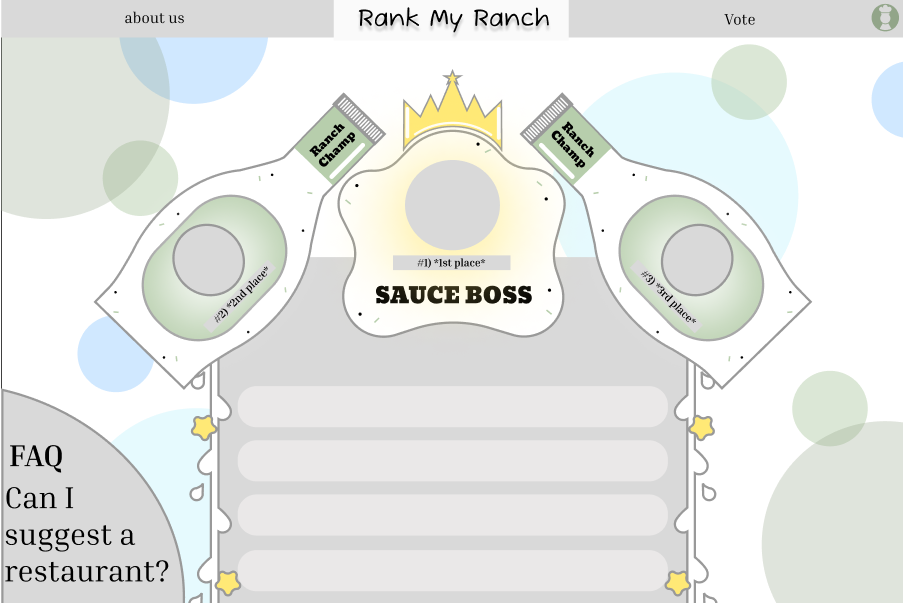 about us
Rank My Ranch
Vote
Ranch
Champ
Ranch
Champ
#1) *1st place*
SAUCE BOSS
#2) *2nd place*
#3) *3rd place*
FAQ
Can I
suggest a
restaurant?